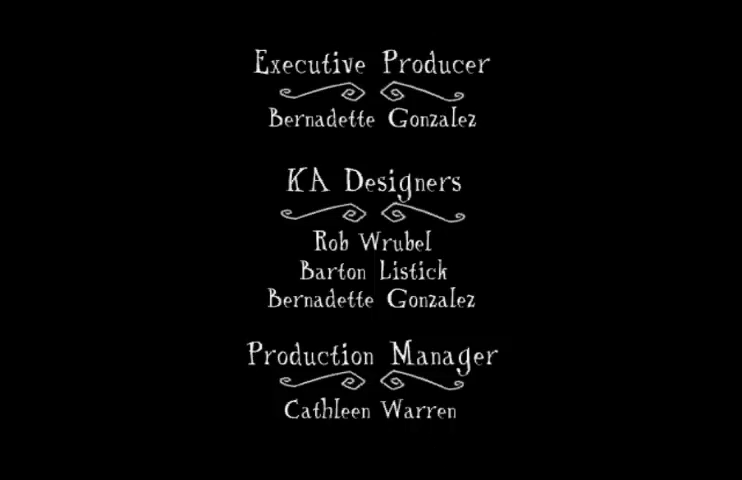 Executive Producer
Bernadette Gonzalez
KA Designers
Rob Wrubel
Barton Listick
Bernadette Gonzalez
Production Manager
Cathleen Warren